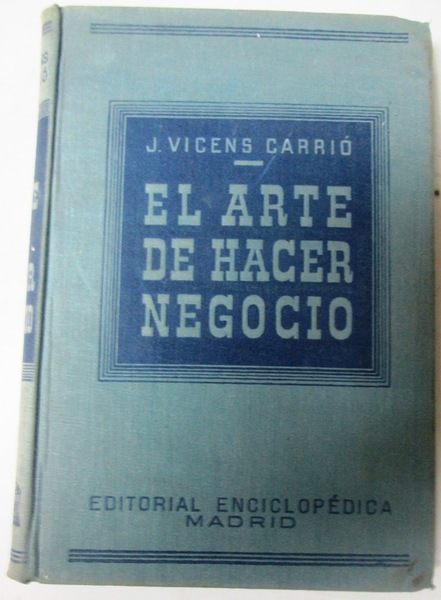 J. VICENS CARRIÓ
EL ARTE
DE HACER
NEGOCIO
EDITORIAL ENCICLOPÉDICA
MADRID